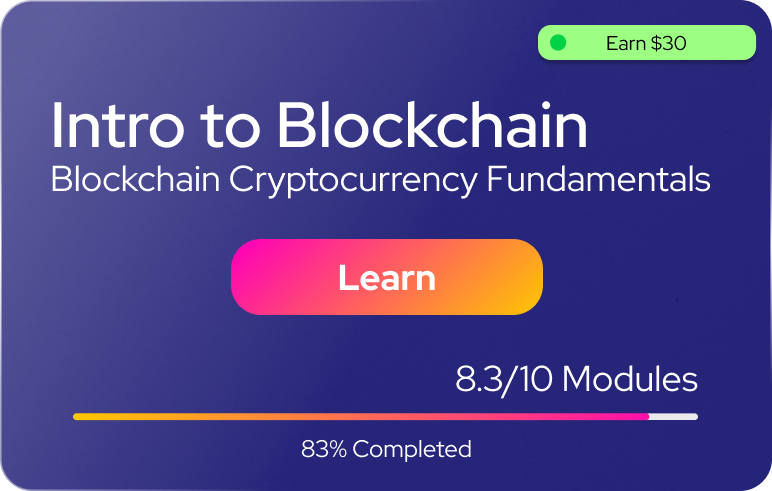 Earn $30
Intro to Blockchain
Blockchain Cryptocurrency Fundamentals
Learn
8.3/10 Modules
83% Completed